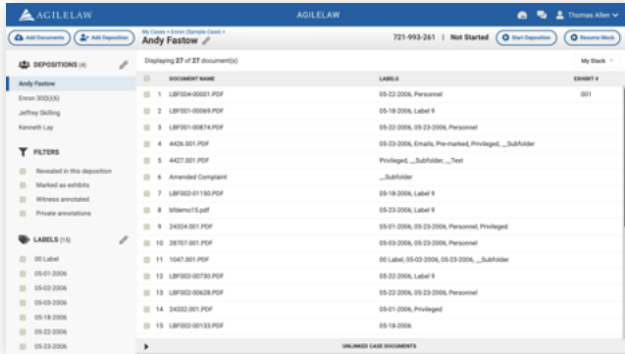 AGILELAW
AGILELAW
Thomas Allen
Add Documents
Add Deposition
My Cases > Enron (Sample Case) >
Andy Fastow
721-993-261 | Not Started
Start Deposition
Resume Mock
DEPOSITIONS (4)
Andy Fastow
Enron 30(b)(6)
Jeffrey Skilling
Kenneth Lay
FILTERS
Revealed in this deposition
Marked as exhibits
Witness annotated
Private annotations
LABELS (15)
00 Label
05-01-2006
05-02-2006
05-03-2006
05-18-2006
05-22-2006
05-23-2006
Displaying 27 of 27 document(s)
My Stack
DOCUMENT NAME LABELS EXHIBIT #
1 LBF004-00001.PDF 05-22-2006, Personnel 001
2 LBF001-00069.PDF 05-18-2006, Label 9
3 LBF001-00874.PDF 05-22-2006, 05-23-2006, Personnel
4 4426.001.PDF 05-23-2006, Emails, Pre-marked, Privileged, __Subfolder
5 4427.001.PDF Privileged, __Subfolder, __Test
6 Amended Complaint __Subfolder
7 LBF002-01150.PDF 05-18-2006, Label 9
8 bfdemo15.pdf 05-23-2006, Label 9
9 24324.001.PDF 05-01-2006, 05-23-2006, Personnel, Privileged
10 28707.001.PDF 05-03-2006, 05-23-2006, Personnel
11 1047.001.PDF 00 Label, 05-02-2006, 05-23-2006, __Subfolder
12 LBF002-00730.PDF 05-22-2006, Label 9
13 LBF002-00628.PDF 05-22-2006, 05-23-2006, Personnel
14 24332.001.PDF 05-01-2006, Privileged
15 LBF002-00133.PDF 05-18-2006
UNLINKED CASE DOCUMENTS